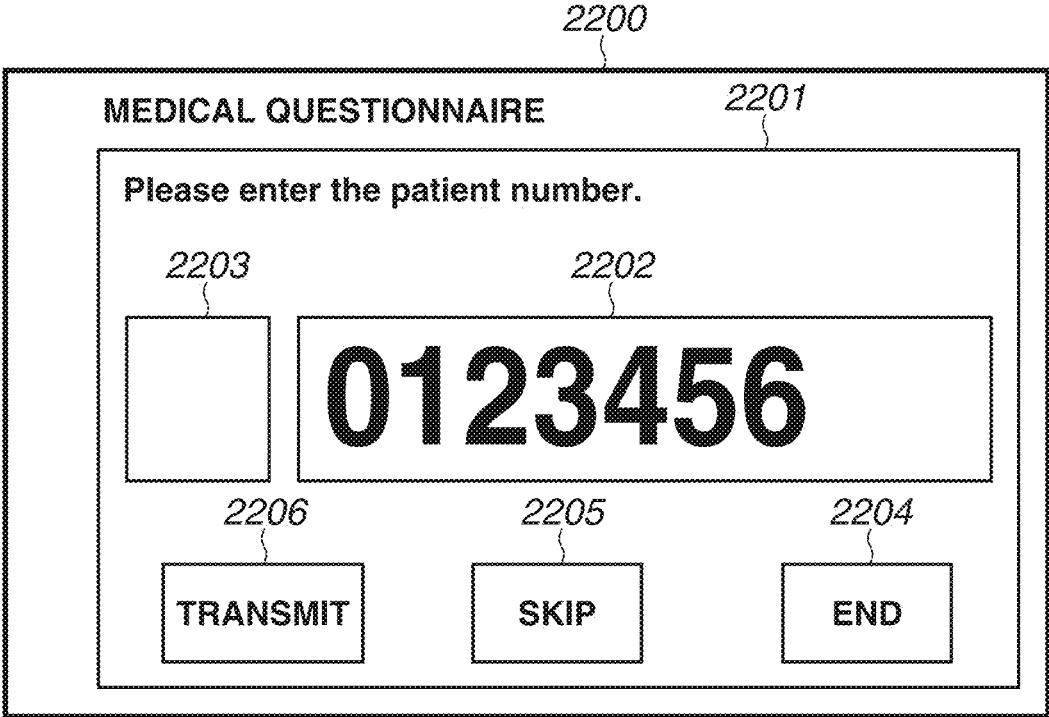 2200
MEDICAL QUESTIONNAIRE
2201
Please enter the patient number.
2203
2202
0123456
2206
2205
2204
TRANSMIT
SKIP
END